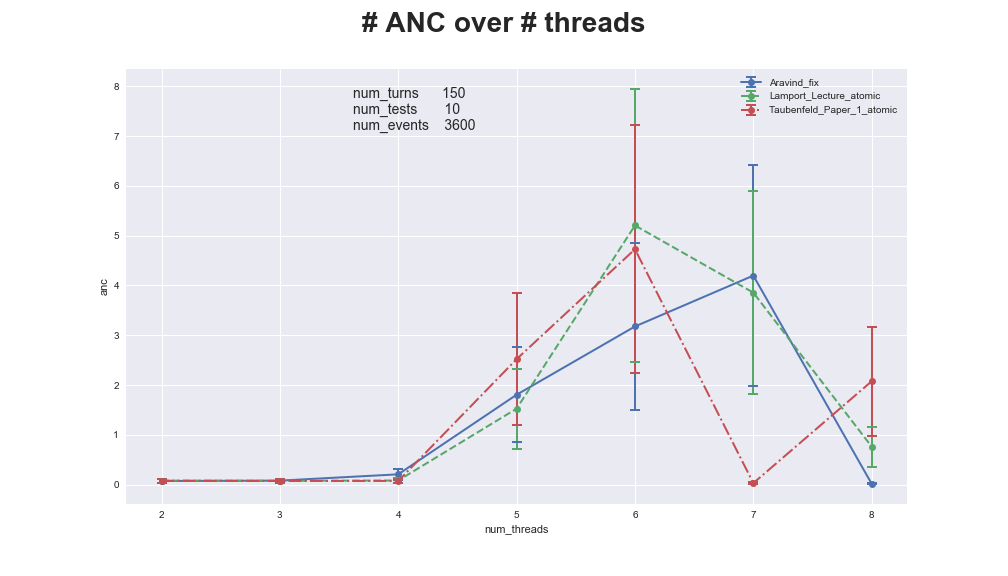 # ANC over # threads
num_turns 150
num_tests 10
num_events 3600
Aravind_fix
Lamport_Lecture_atomic
Taubenfeld_Paper_1_atomic
8
7
6
5
4
3
2
1
0
anc
2 3 4 5 6 7 8
num_threads